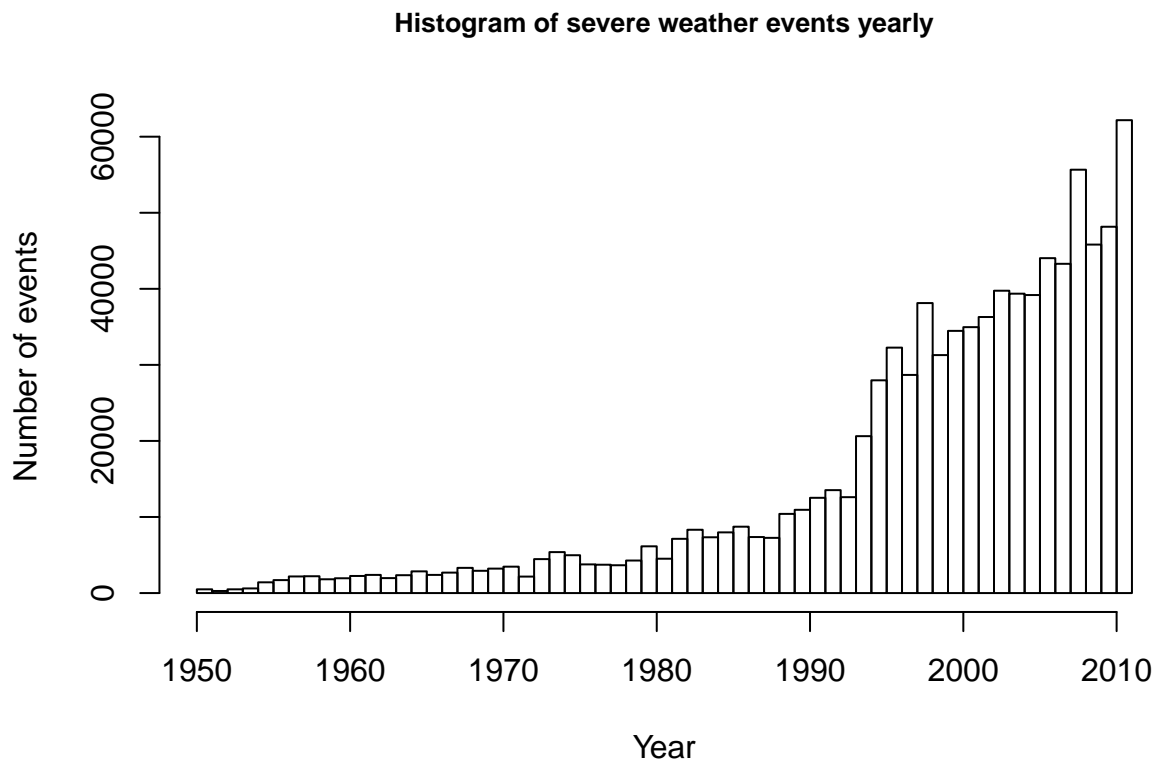 Histogram of severe weather events yearly
Number of events
60000
40000
20000
0
1950 1960 1970 1980 1990 2000 2010
Year